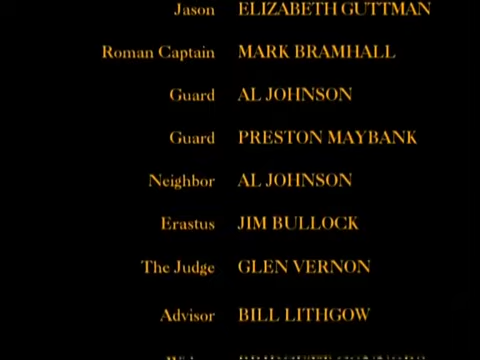 Jason ELIZABETH GUTTMAN
Roman Captain MARK BRAMHALL
Guard AL JOHNSON
Guard PRESTON MAYBANK
Neighbor AL JOHNSON
Erastus JIM BULLOCK
The Judge GLEN VERNON
Advisor BILL LITHGOW